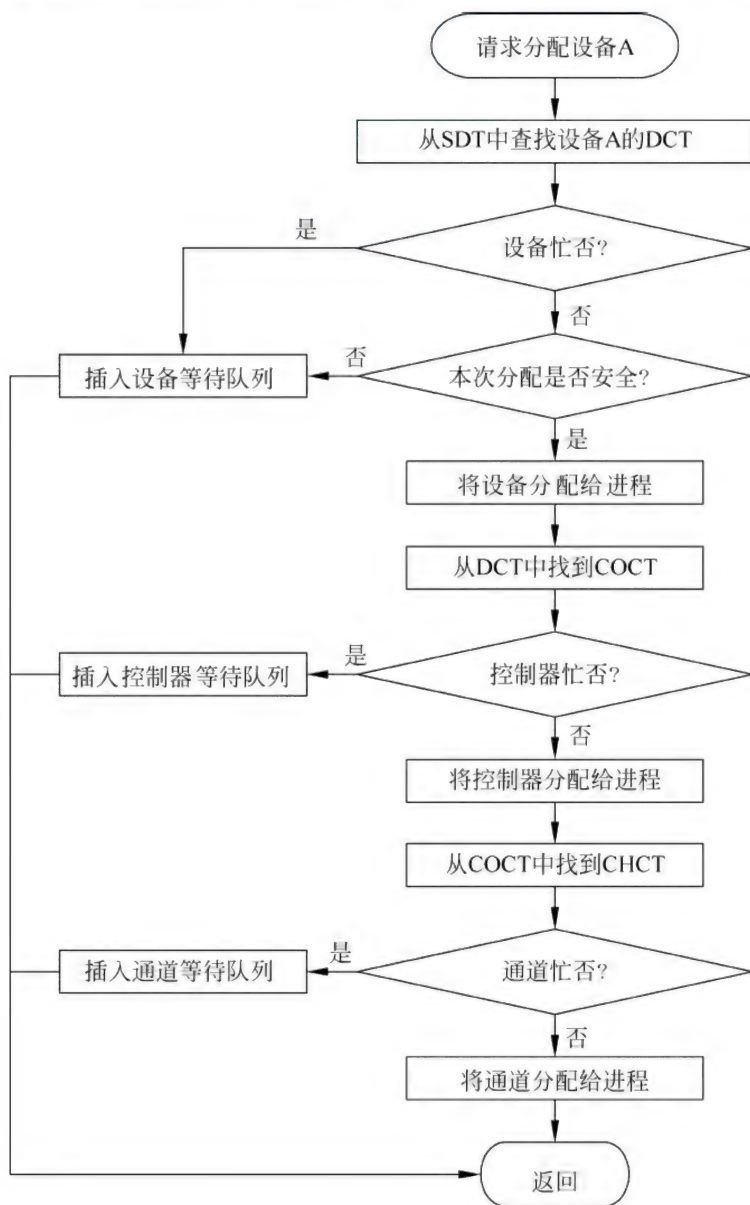 请求分配设备A
从SDT中查找设备A的DCT
是
设备忙否?
否
插入设备等待队列
否
本次分配是否安全?
是
将设备分配给进程
从DCT中找到COCT
插入控制器等待队列
是
控制器忙否?
否
将控制器分配给进程
从COCT中找到CHCT
插入通道等待队列
是
通道忙否?
否
将通道分配给进程
返回